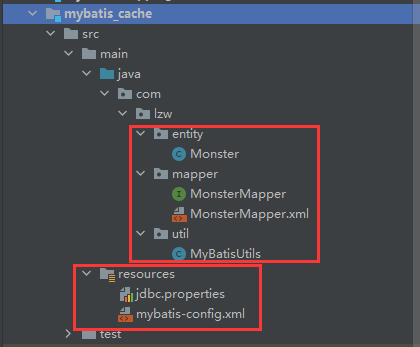 mybatis_cache
src
main
java
com
lzw
entity
Monster
mapper
MonsterMapper
MonsterMapper.xml
util
MyBatisUtils
resources
jdbc.properties
mybatis-config.xml
test